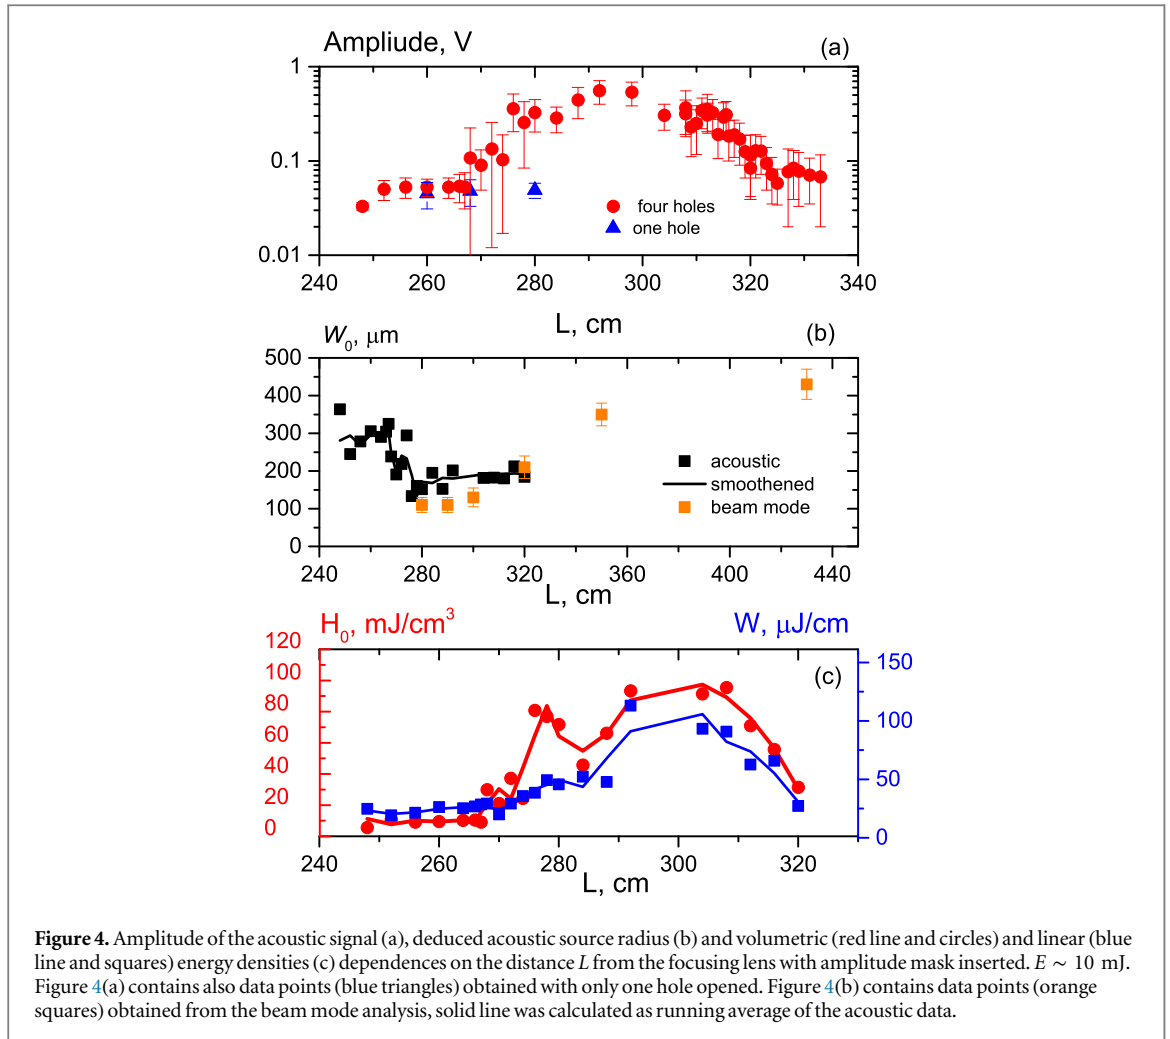 Ampliude, V
(a)
1
0.1
0.01
four holes
one hole
240 260 280 300 320 340
L, cm
W0, μm
(b)
500
400
300
200
100
0
acoustic
smoothened
beam mode
240 280 320 360 400 440
L, cm
H0, mJ/cm3
W, μJ/cm
(c)
120
100
80
60
40
20
0
150
100
50
0
240 260 280 300 320
L, cm
Figure 4. Amplitude of the acoustic signal (a), deduced acoustic source radius (b) and volumetric (red line and circles) and linear (blue
line and squares) energy densities (c) dependences on the distance L from the focusing lens with amplitude mask inserted. E ∼ 10 mJ.
Figure 4(a) contains also data points (blue triangles) obtained with only one hole opened. Figure 4(b) contains data points (orange
squares) obtained from the beam mode analysis, solid line was calculated as running average of the acoustic data.